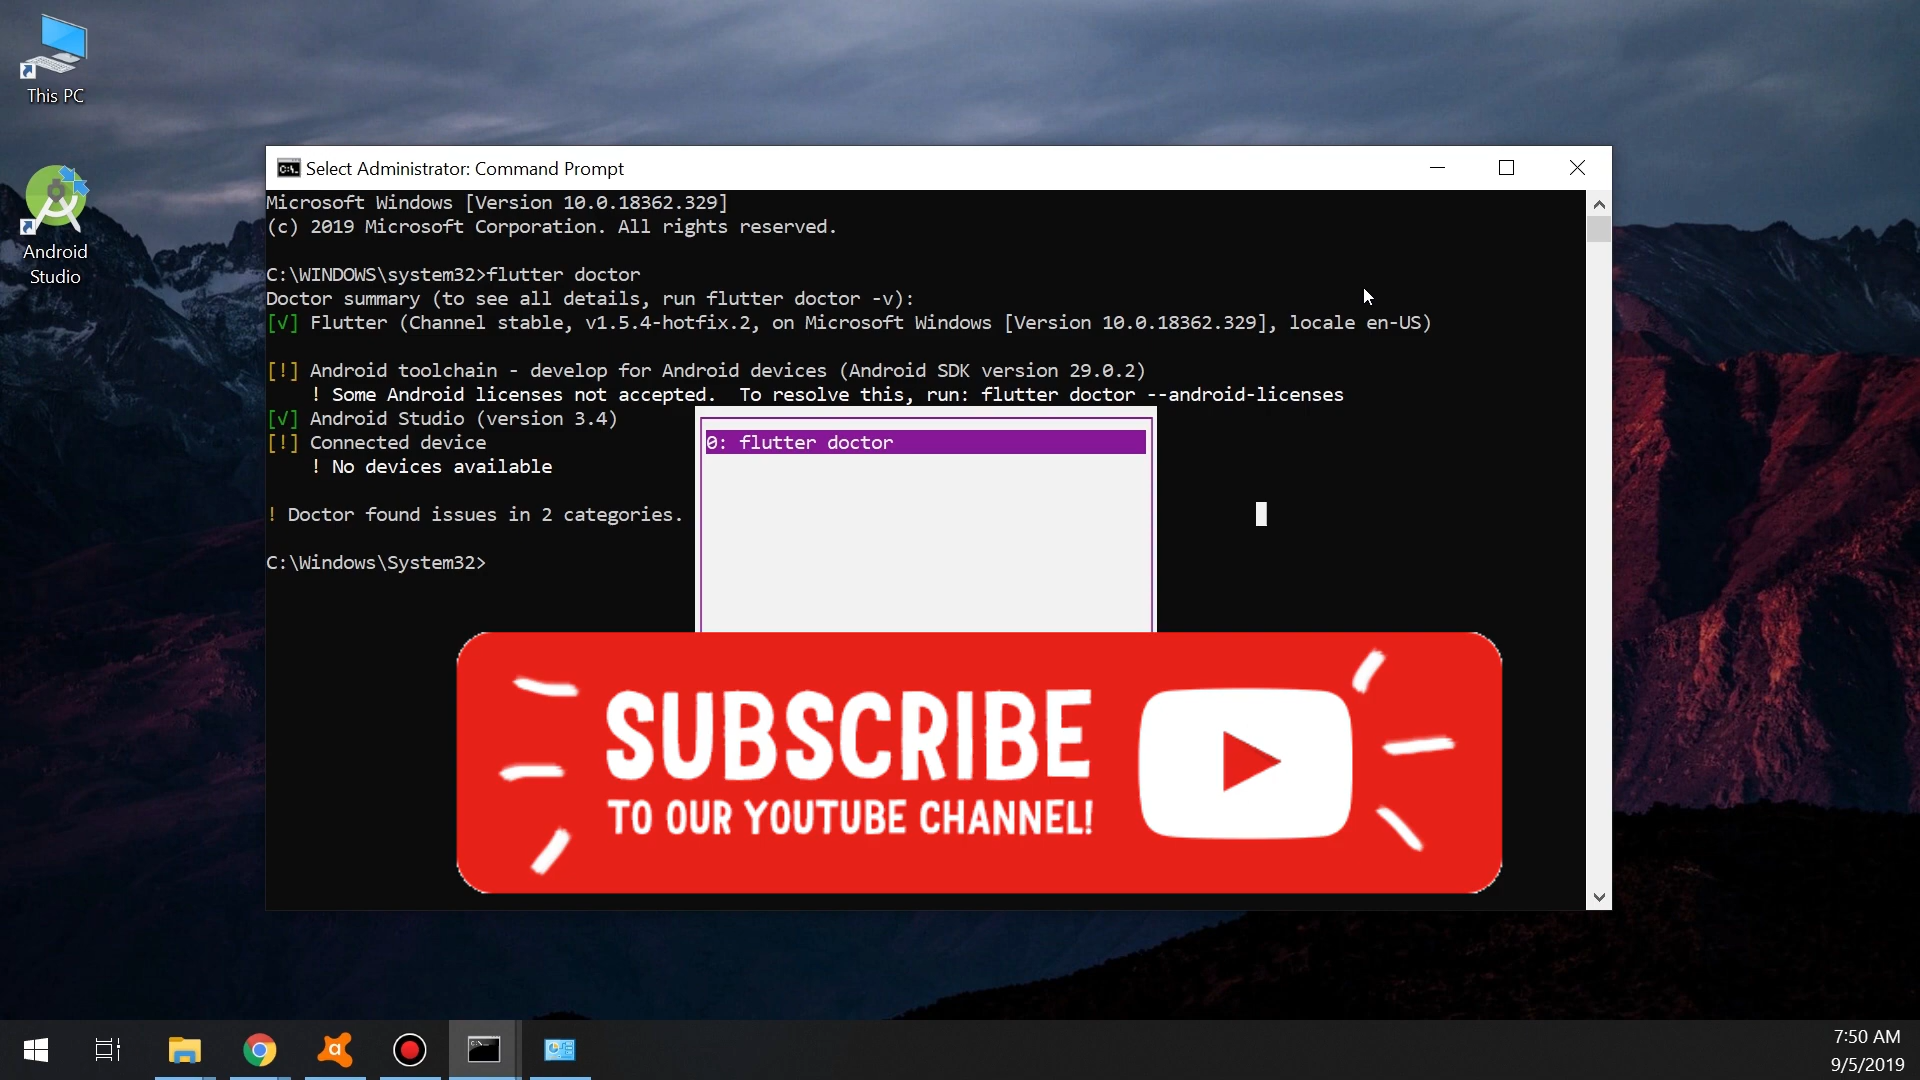 This PC
Android
Studio
Select Administrator: Command Prompt
Microsoft Windows [Version 10.0.18362.329]
(c) 2019 Microsoft Corporation. All rights reserved.
C:\WINDOWS\system32>flutter doctor
Doctor summary (to see all details, run flutter doctor -v):
[√] Flutter (Channel stable, v1.5.4-hotfix.2, on Microsoft Windows [Version 10.0.18362.329], locale en-US)
[!] Android toolchain - develop for Android devices (Android SDK version 29.0.2)
! Some Android licenses not accepted.  To resolve this, run: flutter doctor --android-licenses
[√] Android Studio (version 3.4)
[!] Connected device
! No devices available
! Doctor found issues in 2 categories.
C:\Windows\System32>
0: flutter doctor
SUBSCRIBE
TO OUR YOUTUBE CHANNEL!
7:50 AM
9/5/2019